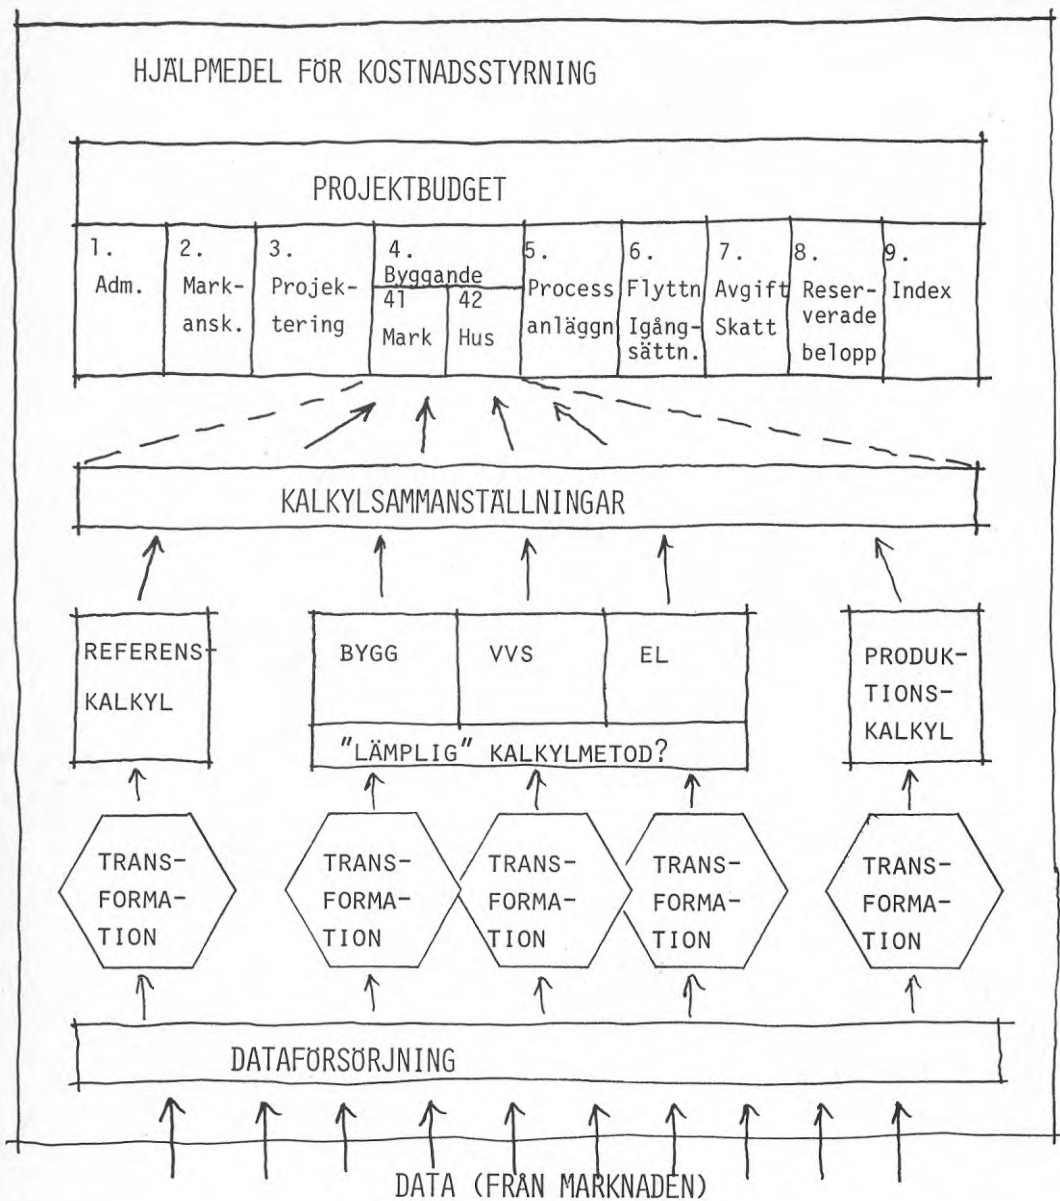 HJÄLPMEDEL FÖR KOSTNADSSTYRNING
PROJEKTBUDGET
1.
Adm.
2.
Mark-
ansk.
3.
Projek-
tering
4.
Byggande
41
Mark
42
Hus
5.
Process
anläggn
6.
Flyttn
Igång-
sättn.
7.
Avgift
Skatt
8.
Reser-
verade
belopp
9.
Index
KALKYLSAMMANSTÄLLNINGAR
REFERENS-
KALKYL
BYGG
VVS
EL
"LÄMPLIG" KALKYLMETOD?
PRODUK-
TIONS-
KALKYL
TRANS-
FORMA-
TION
TRANS-
FORMA-
TION
TRANS-
FORMA-
TION
TRANS-
FORMA-
TION
TRANS-
FORMA-
TION
DATAFÖRSÖRJNING
DATA (FRÅN MARKNADEN)